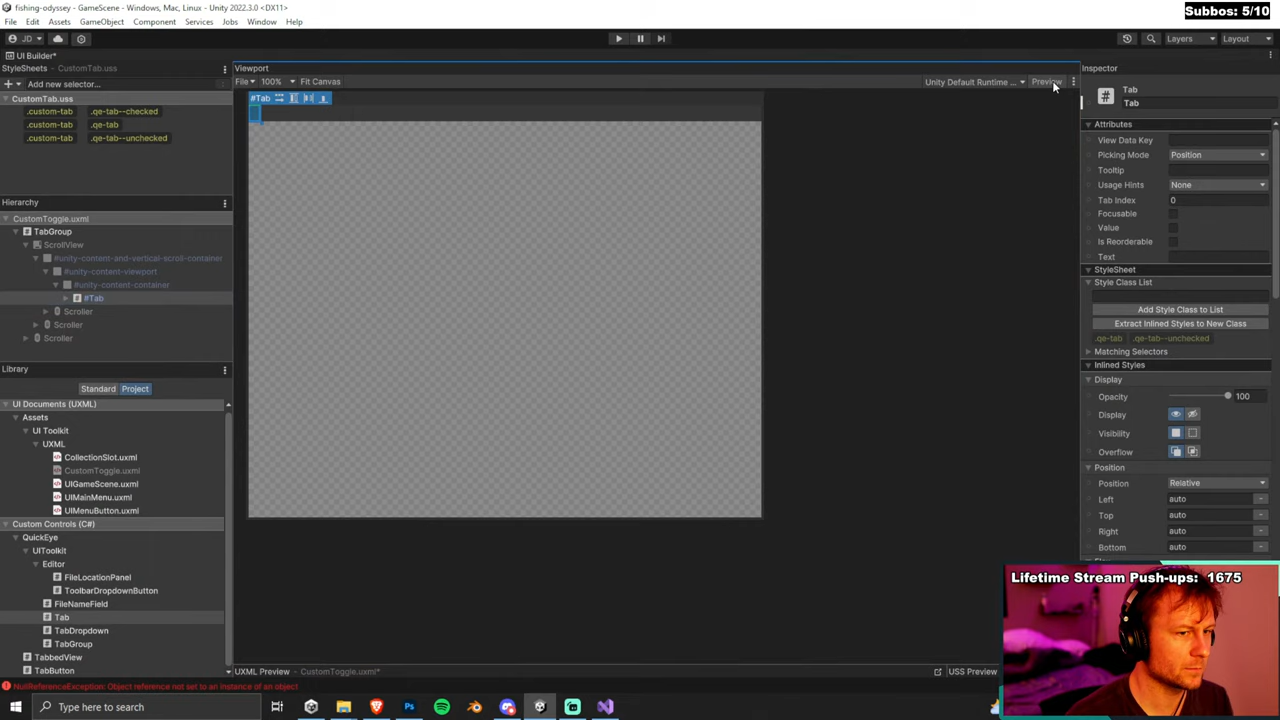 fishing-odyssey - GameScene - Windows, Mac, Linux - Unity 2022.3.0 <DX11>
Subbos: 5/10
File Edit Assets GameObject Component Services Jobs Window Help
JD Layers Layout
UI Builder*
StyleSheets CustomTab.uss
Add new selector...
CustomTab.uss
.custom-tab .qe-tab--checked
.custom-tab .qe-tab
.custom-tab .qe-tab--unchecked
Hierarchy
CustomToggle.uxml
TabGroup
ScrollView
#unity-content-and-vertical-scroll-container
#unity-content-viewport
#unity-content-container
#Tab
Scroller
Scroller
Scroller
Library
Standard Project
UI Documents (UXML)
Assets
UI Toolkit
UXML
CollectionSlot.uxml
CustomToggle.uxml
UIGameScene.uxml
UIMainMenu.uxml
UIMenuButton.uxml
Custom Controls (C#)
QuickEye
UIToolkit
Editor
FileLocationPanel
ToolbarDropdownButton
FileNameField
Tab
TabDropdown
TabGroup
TabbedView
TabButton
Viewport
File 100% Fit Canvas Unity Default Runtime ... Preview
#Tab
UXML Preview CustomToggle.uxml* USS Preview
Inspector
Tab
Tab
Attributes
View Data Key
Picking Mode Position
Tooltip
Usage Hints None
Tab Index 0
Focusable
Value
Is Reorderable
Text
StyleSheet
Style Class List
Add Style Class to List
Extract Inlined Styles to New Class
.qe-tab .qe-tab--unchecked
Matching Selectors
Inlined Styles
Display
Opacity 100
Display
Visibility
Overflow
Position
Position Relative
Left auto
Top auto
Right auto
Bottom auto
Lifetime Stream Push-ups: 1675
NullReferenceException: Object reference not set to an instance of an object
Type here to search